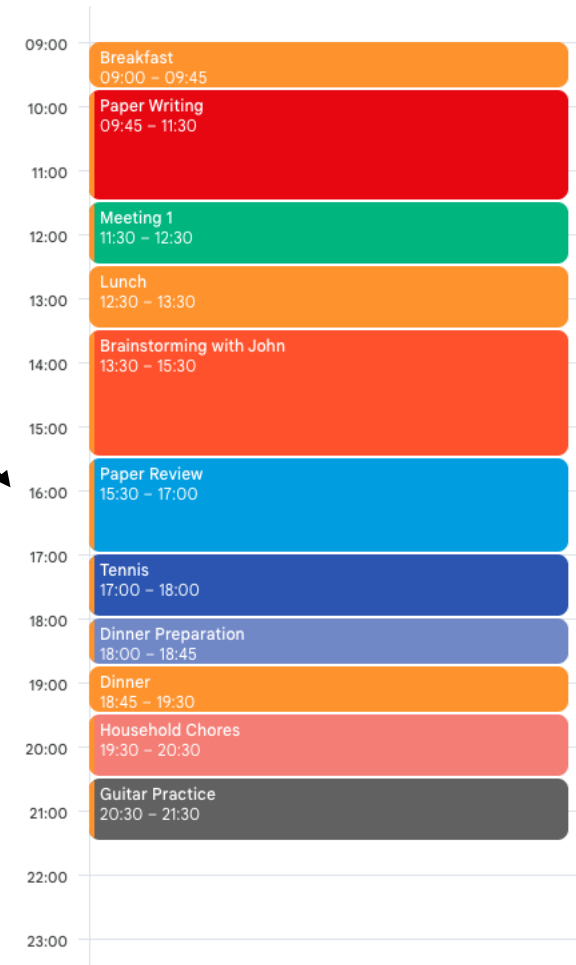 09:00
Breakfast
09:00 – 09:45
10:00
Paper Writing
09:45 – 11:30
11:00
Meeting 1
12:00
11:30 – 12:30
Lunch
13:00
12:30 – 13:30
Brainstorming with John
14:00
13:30 – 15:30
15:00
Paper Review
16:00
15:30 – 17:00
17:00
Tennis
17:00 – 18:00
18:00
Dinner Preparation
18:00 – 18:45
19:00
Dinner
18:45 – 19:30
Household Chores
20:00
19:30 – 20:30
Guitar Practice
21:00
20:30 – 21:30
22:00
23:00